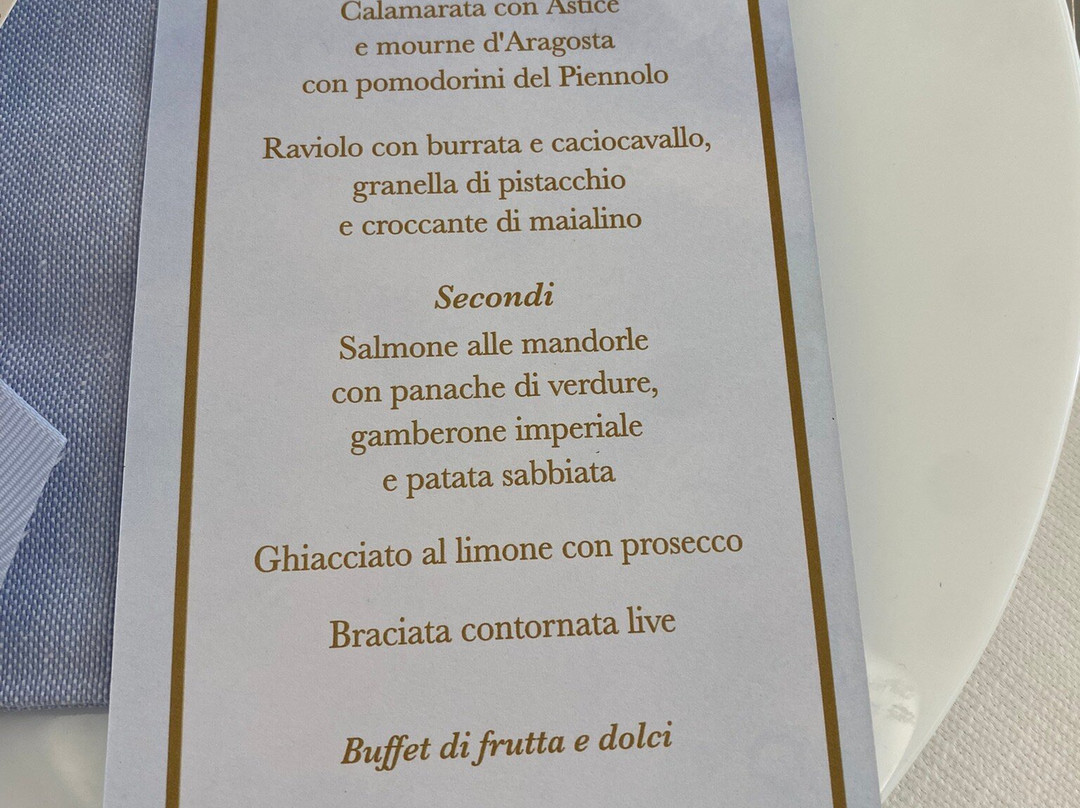 Calamarata con Astice
e mourne d'Aragosta
con pomodorini del Piennolo
Raviolo con burrata e caciocavallo,
granella di pistacchio
e croccante di maialino
Secondi
Salmone alle mandorle
con panache di verdure,
gamberone imperiale
e patata sabbiata
Ghiacciato al limone con prosecco
Braciata contornata live
Buffet di frutta e dolci